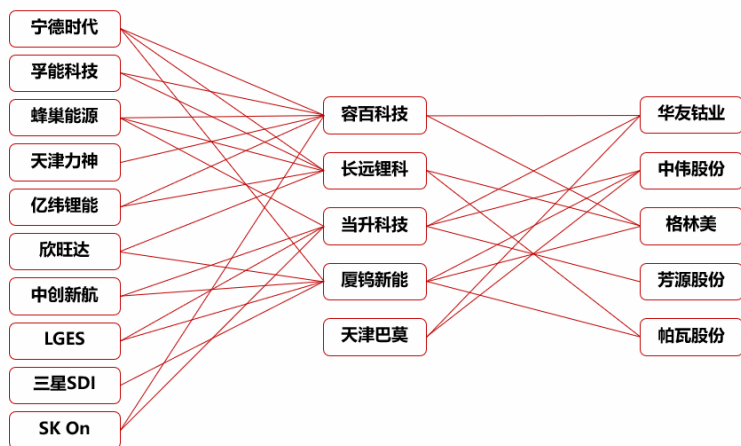 宁德时代
孚能科技
蜂巢能源
天津力神
亿纬锂能
欣旺达
中创新航
LGES
三星SDI
SK On
容百科技
长远锂科
当升科技
厦钨新能
天津巴莫
华友钴业
中伟股份
格林美
芳源股份
帕瓦股份